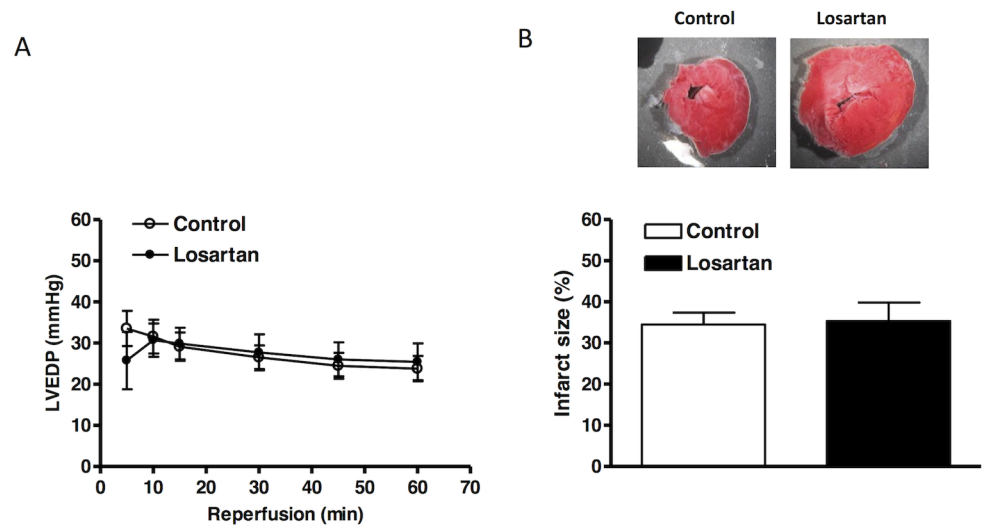 A
B
Control
Losartan
Control
Losartan
LVEDP (mmHg)
60
50
40
30
20
10
0
0 10 20 30 40 50 60 70
Reperfusion (min)
Control
Losartan
Infarct size (%)
60
50
40
30
20
10
0